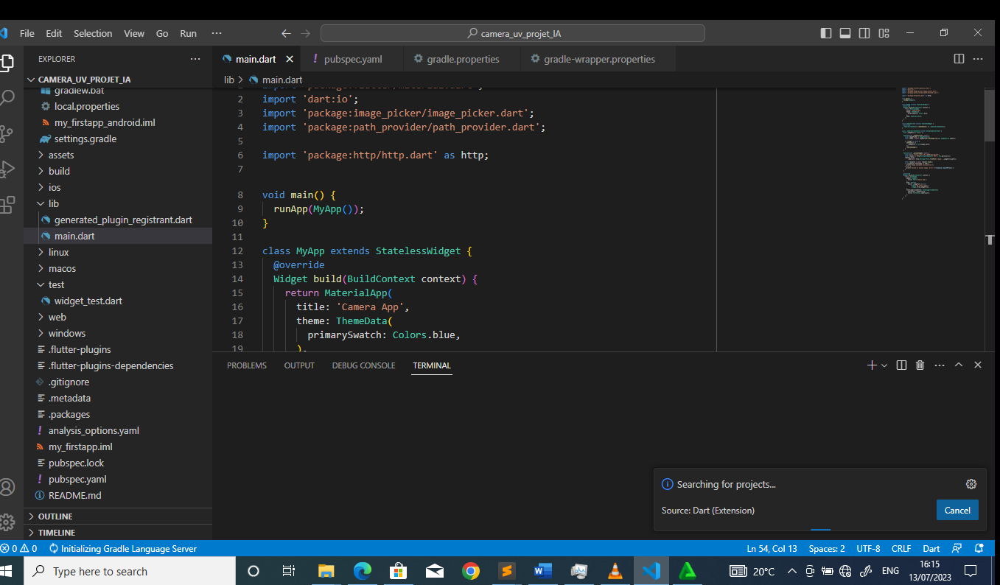 File Edit Selection View Go Run ···
camera_uv_projet_IA
EXPLORER
CAMERA_UV_PROJET_IA
gradlew.bat
local.properties
my_firstapp_android.iml
settings.gradle
assets
build
ios
lib
generated_plugin_registrant.dart
main.dart
linux
macos
test
widget_test.dart
web
windows
.flutter-plugins
.flutter-plugins-dependencies
.gitignore
.metadata
.packages
analysis_options.yaml
my_firstapp.iml
pubspec.lock
pubspec.yaml
README.md
OUTLINE
TIMELINE
main.dart
! pubspec.yaml
gradle.properties
gradle-wrapper.properties
lib > main.dart
2 import 'dart:io';
3 import 'package:image_picker/image_picker.dart';
4 import 'package:path_provider/path_provider.dart';
5
6 import 'package:http/http.dart' as http;
7
8 void main() {
9 runApp(MyApp());
10 }
11
12 class MyApp extends StatelessWidget {
13 @override
14 Widget build(BuildContext context) {
15 return MaterialApp(
16 title: 'Camera App',
17 theme: ThemeData(
18 primarySwatch: Colors.blue,
19 ),
PROBLEMS OUTPUT DEBUG CONSOLE TERMINAL
Searching for projects...
Source: Dart (Extension)
Cancel
0 0 Initializing Gradle Language Server
Ln 54, Col 13 Spaces: 2 UTF-8 CRLF Dart
Type here to search
20°C
ENG
16:15
13/07/2023